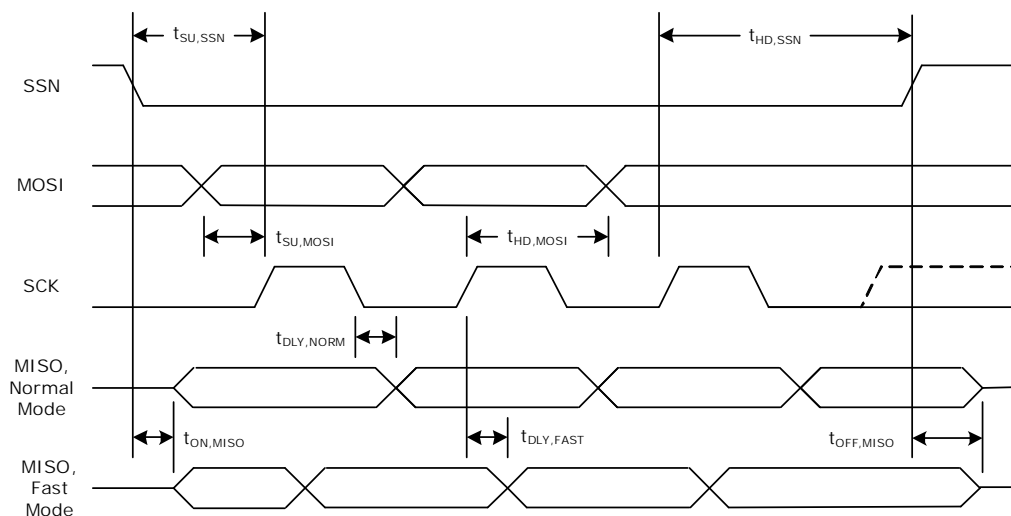 tSU,SSN
tHD,SSN
SSN
MOSI
tSU,MOSI
tHD,MOSI
SCK
tDLY,NORM
MISO,
Normal
Mode
tON,MISO
tDLY,FAST
tOFF,MISO
MISO,
Fast
Mode